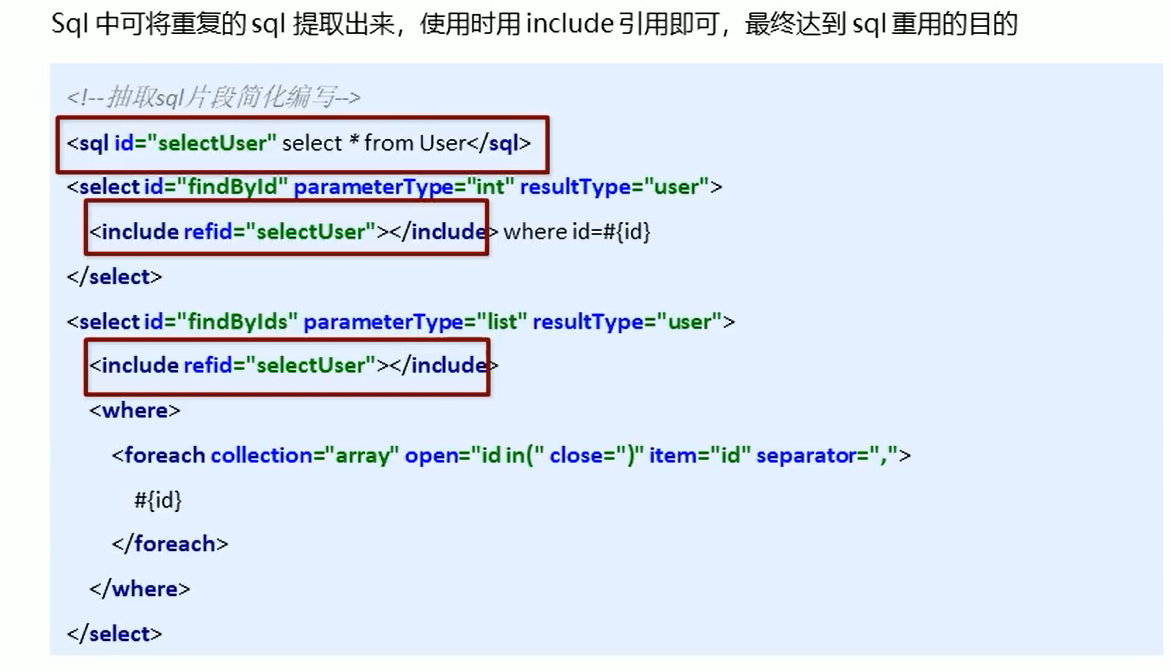 Sql 中可将重复的 sql 提取出来，使用时用 include 引用即可，最终达到 sql 重用的目的
<!--抽取sql片段简化编写-->
<sql id="selectUser" select * from User</sql>
<select id="findById" parameterType="int" resultType="user">
<include refid="selectUser"></include> where id=#{id}
</select>
<select id="findByIds" parameterType="list" resultType="user">
<include refid="selectUser"></include>
<where>
<foreach collection="array" open="id in(" close=")" item="id" separator=",">
#{id}
</foreach>
</where>
</select>